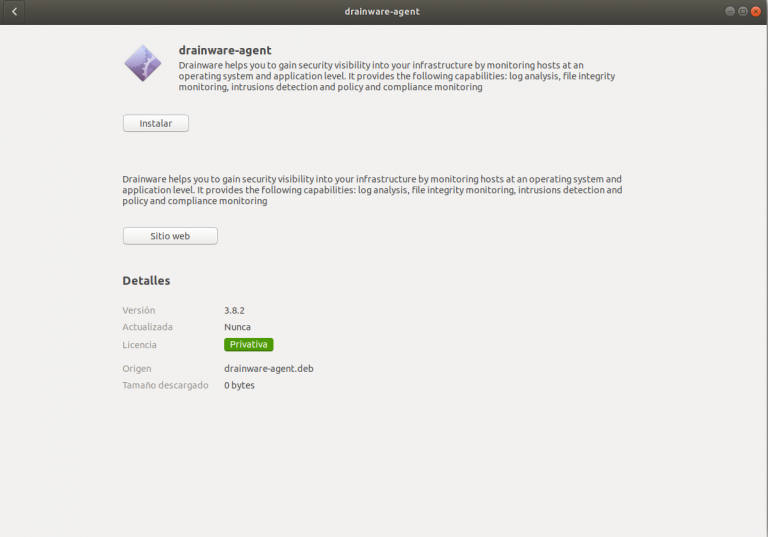 drainware-agent
drainware-agent
Drainware helps you to gain security visibility into your infrastructure by monitoring hosts at an
operating system and application level. It provides the following capabilities: log analysis, file integrity
monitoring, intrusions detection and policy and compliance monitoring
Instalar
Drainware helps you to gain security visibility into your infrastructure by monitoring hosts at an operating system and
application level. It provides the following capabilities: log analysis, file integrity monitoring, intrusions detection and
policy and compliance monitoring
Sitio web
Detalles
Versión 3.8.2
Actualizada Nunca
Licencia Privativa
Origen drainware-agent.deb
Tamaño descargado 0 bytes